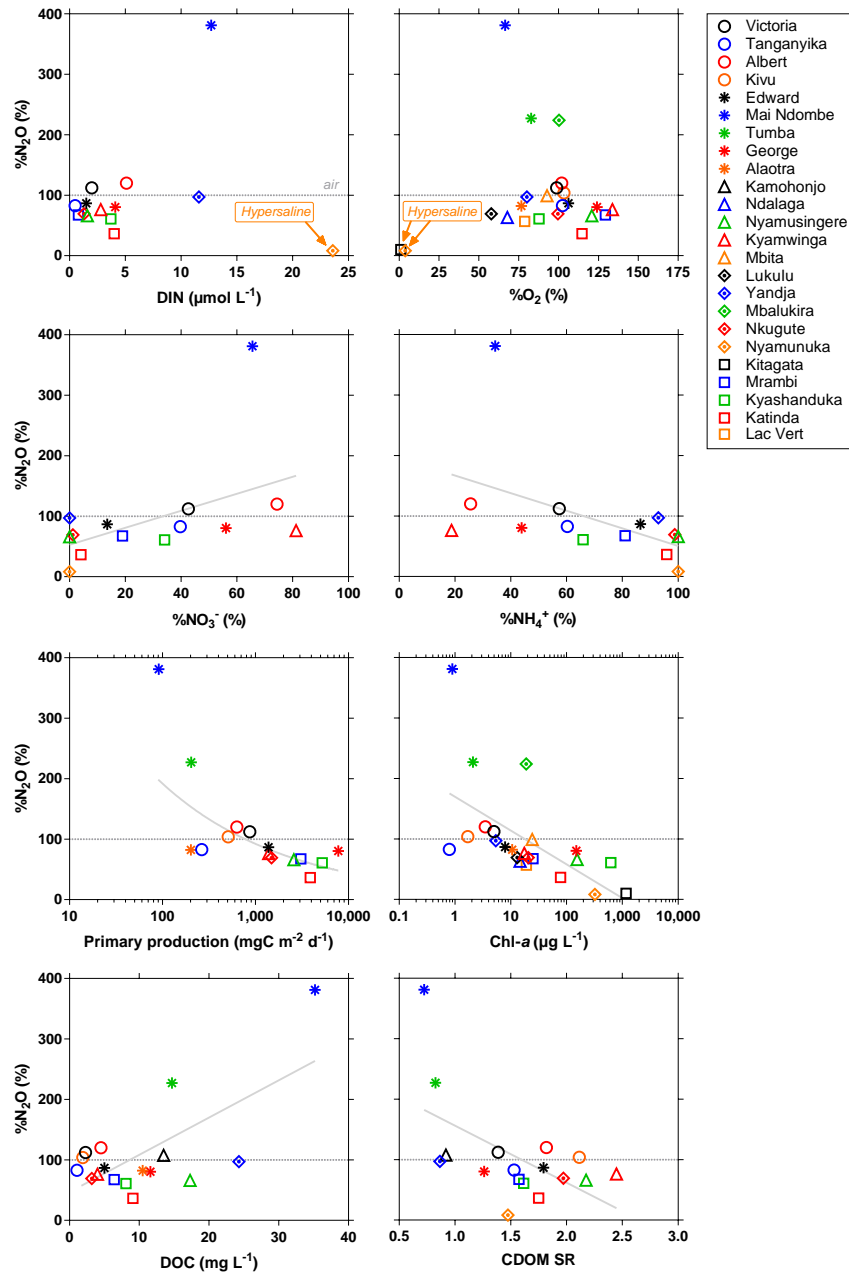 400
300
200
100
0
%N₂O (%)
air
Hypersaline
0 5 10 15 20 25
DIN (µmol L⁻¹)
Hypersaline
0 25 50 75 100 125 150 175
%O₂ (%)
Victoria
Tanganyika
Albert
Kivu
Edward
Mai Ndombe
Tumba
George
Alaotra
Kamohonjo
Ndalaga
Nyamusingere
Kyamwinga
Mbita
Lukulu
Yandja
Mbalukira
Nkugute
Nyamunuka
Kitagata
Mrambi
Kyashanduka
Katinda
Lac Vert
400
300
200
100
0
%N₂O (%)
0 20 40 60 80 100
%NO₃⁻ (%)
0 20 40 60 80 100
%NH₄⁺ (%)
400
300
200
100
0
%N₂O (%)
10 100 1,000 10,000
Primary production (mgC m⁻² d⁻¹)
0.1 1 10 100 1,000 10,000
Chl-a (µg L⁻¹)
400
300
200
100
0
%N₂O (%)
0 10 20 30 40
DOC (mg L⁻¹)
0.5 1.0 1.5 2.0 2.5 3.0
CDOM SR